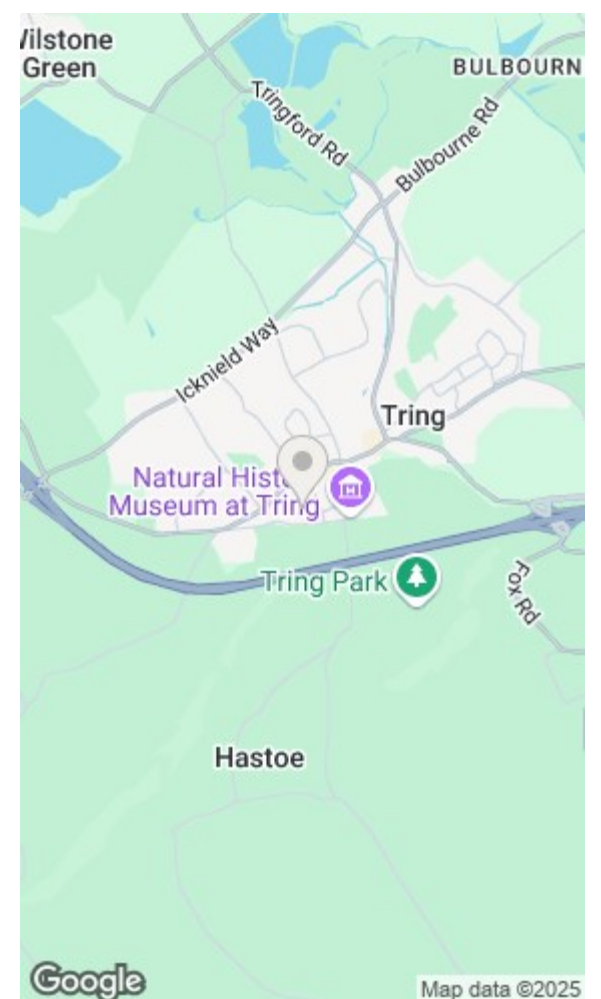 Wilstone
Green
BULBOURN
Tringford Rd
Bulbourne Rd
Icknield Way
Tring
Natural Histo
Museum at Tring
Tring Park
Fox Rd
Hastoe
Google
Map data ©2025